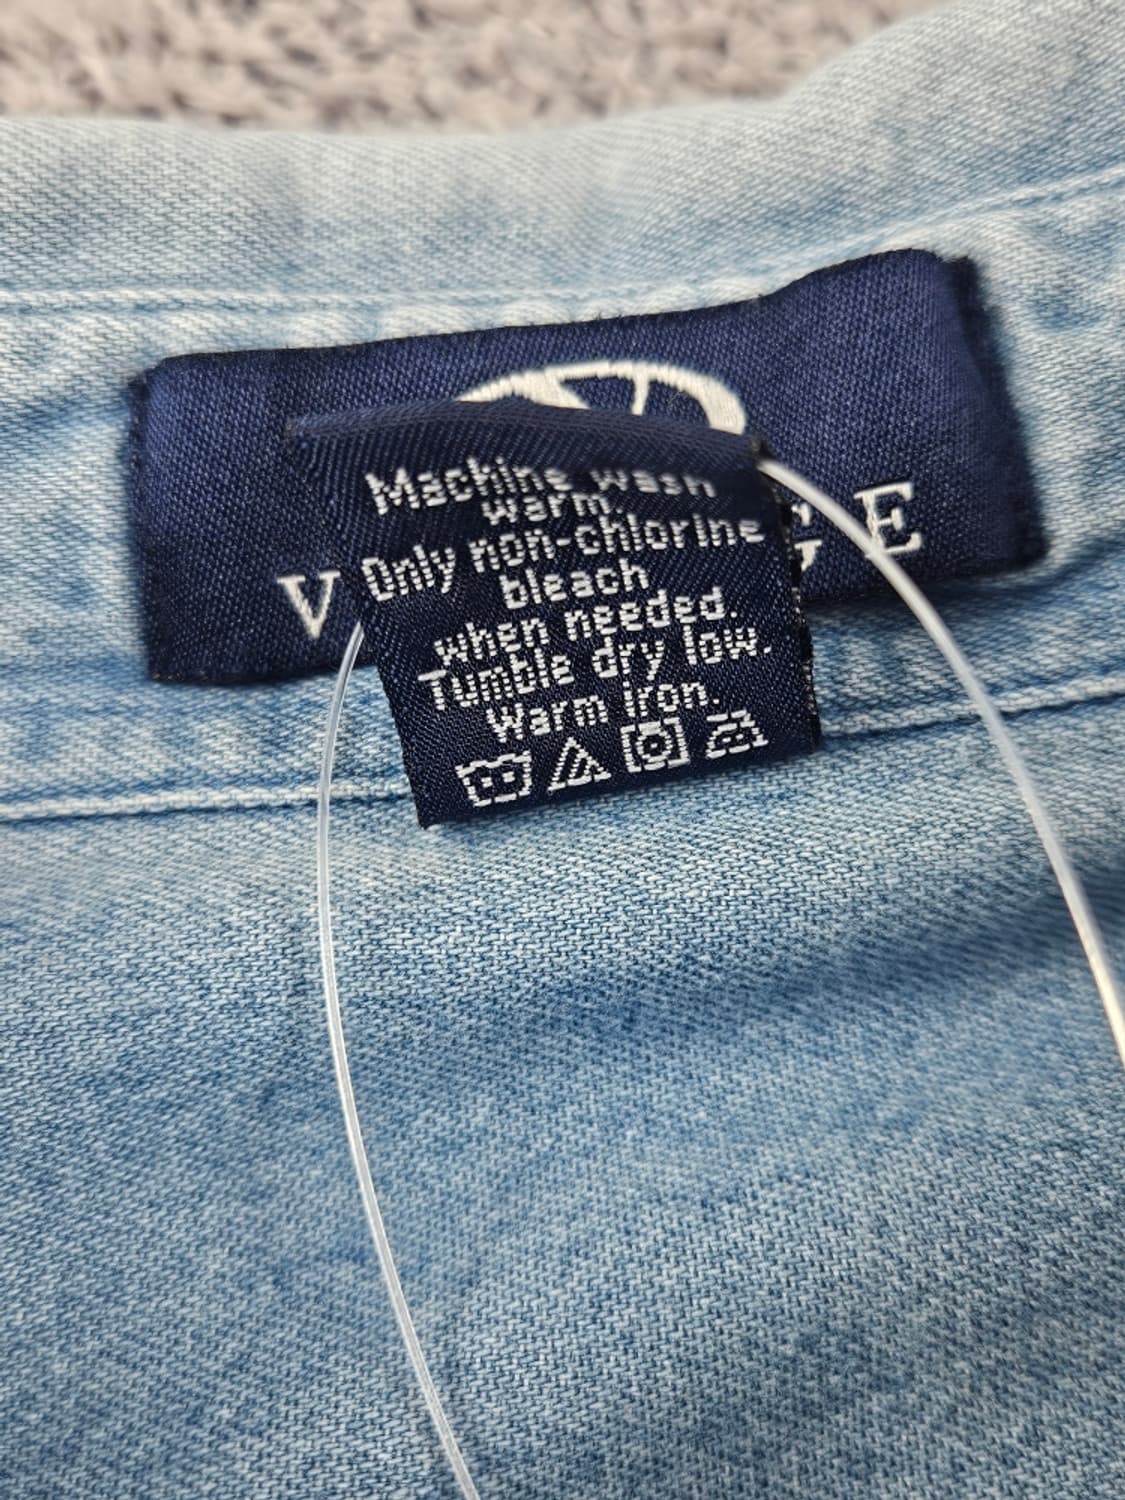 V G E
Machine wash
warm.
Only non-chlorine
bleach
when needed.
Tumble dry low.
Warm iron.